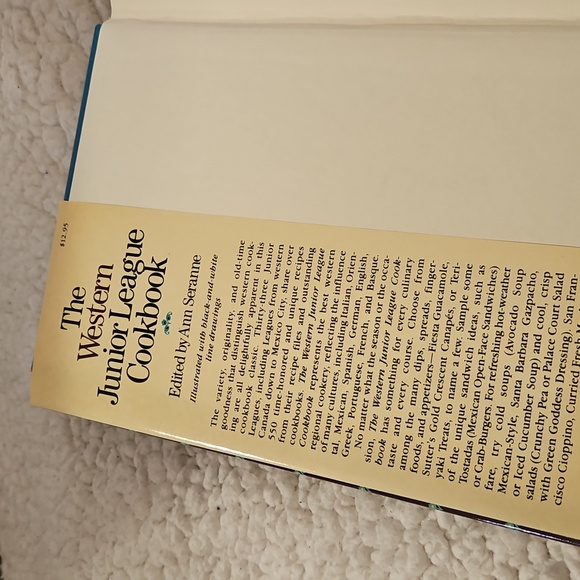 $12.95
The
Western
Junior League
Cookbook
Edited by Ann Seranne
Illustrated with black-and-white
line drawings
The variety, originality, and old-time
goodness that distinguish western cook-
ing are all delightfully apparent in this
cookbook classic. Thirty-three Junior
Leagues, including Leagues from western
Canada down to Mexico City, share over
550 time-honored and unique recipes
from their recipe files and outstanding
cookbooks. The Western Junior League
Cookbook represents the best western
regional cookery, reflecting the influence
of many cultures, including Italian, Orien-
tal, Mexican, Spanish, German, English,
Greek, Portuguese, French, and Basque.
No matter what the season or the occa-
sion, The Western Junior League Cook-
book has something for every culinary
taste and every purpose. Choose from
among the many dips, spreads, finger-
foods, and appetizers—Fiesta Guacamole,
Sutter's Gold Crescent Canapés, or Teri-
yaki Treats, to name a few. Sample some
of the unique sandwich ideas (such as
Tostadas (Mexican Open-Face Sandwiches)
or Crab-Burgers. For refreshing hot-weather
fare, try cold soups (Avocado Soup
Mexican-Style, Santa Barbara Gazpacho,
or Iced Cucumber Soup) and cool, crisp
salads (Crunchy Pea or Palace Court Salad
with Green Goddess Dressing). San Fran-
cisco Cioppino, Curried